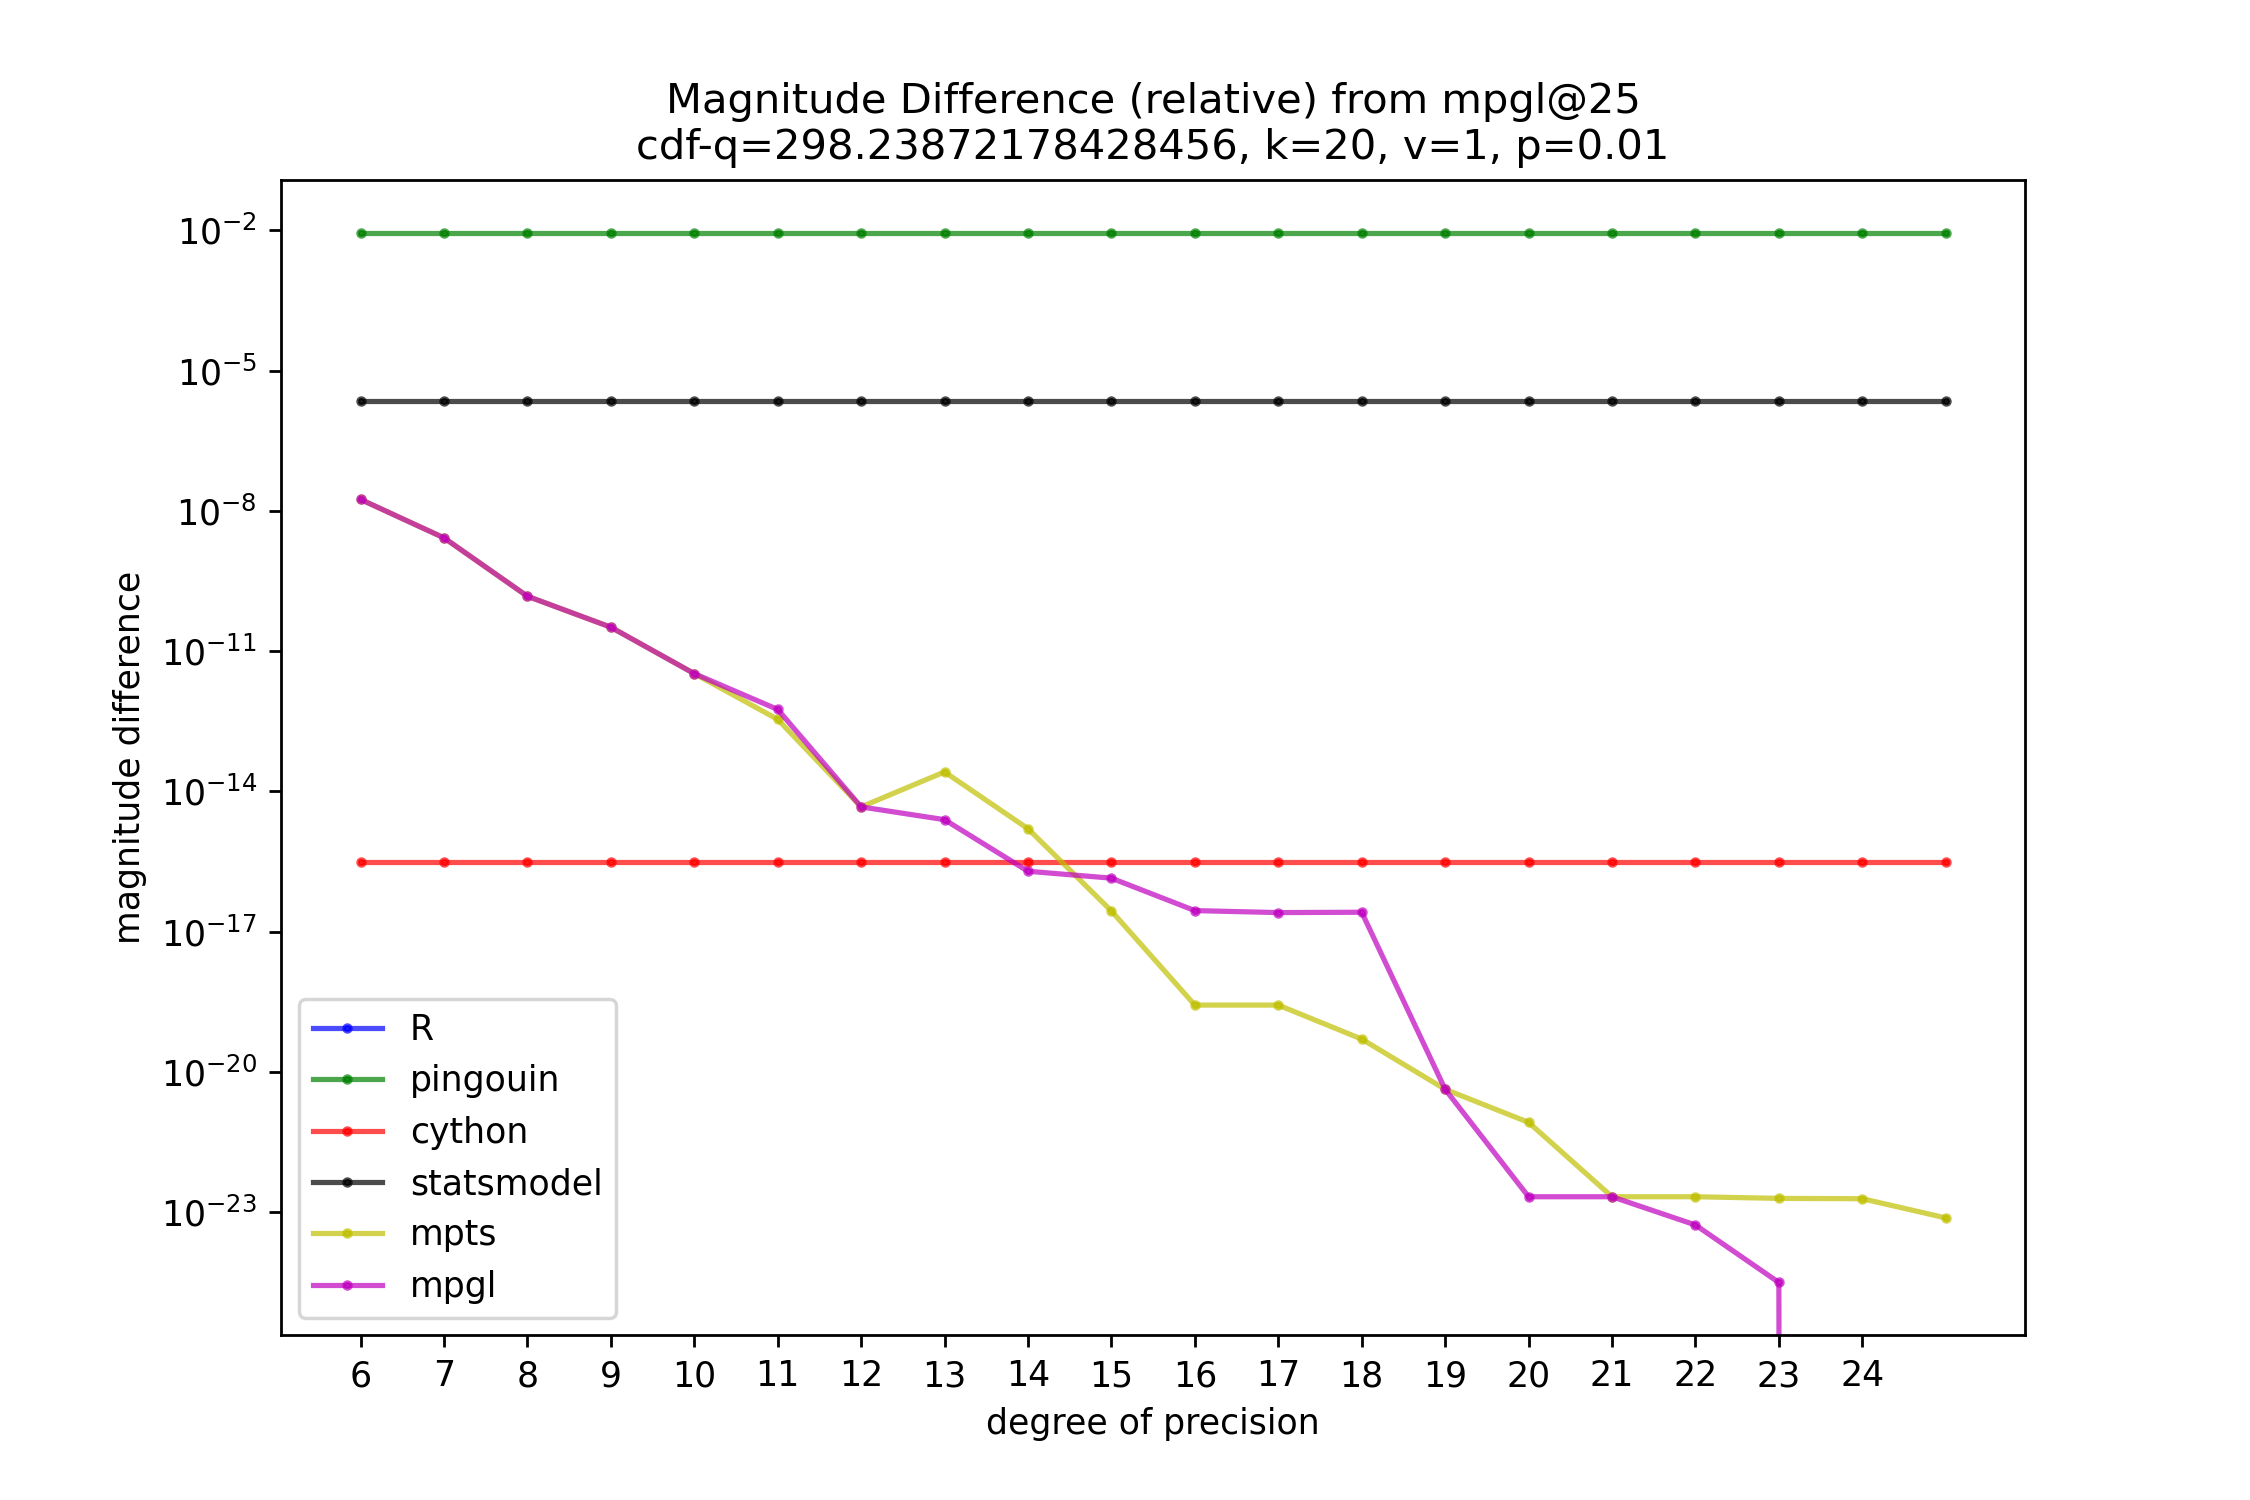 Magnitude Difference (relative) from mpgl@25
cdf-q=298.23872178428456, k=20, v=1, p=0.01
magnitude difference
10⁻²
10⁻⁵
10⁻⁸
10⁻¹¹
10⁻¹⁴
10⁻¹⁷
10⁻²⁰
10⁻²³
R
pingouin
cython
statsmodel
mpts
mpgl
6 7 8 9 10 11 12 13 14 15 16 17 18 19 20 21 22 23 24
degree of precision